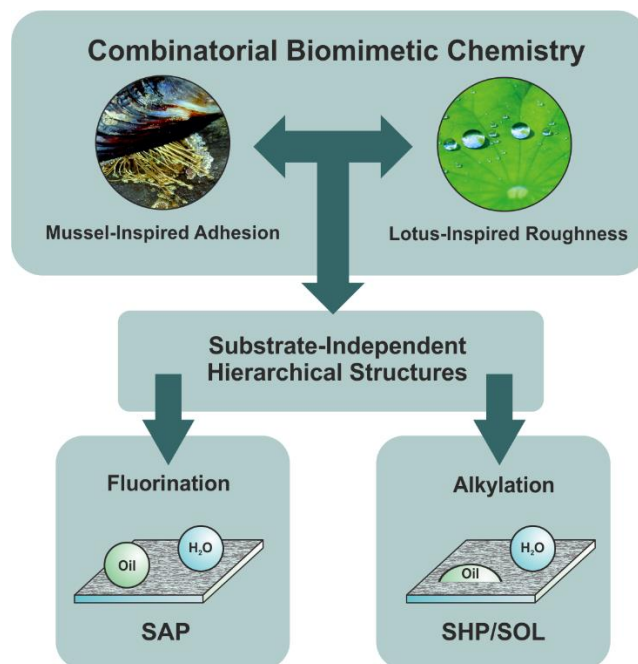 Combinatorial Biomimetic Chemistry
Mussel-Inspired Adhesion
Lotus-Inspired Roughness
Substrate-Independent
Hierarchical Structures
Fluorination
Oil
H₂O
SAP
Alkylation
Oil
H₂O
SHP/SOL